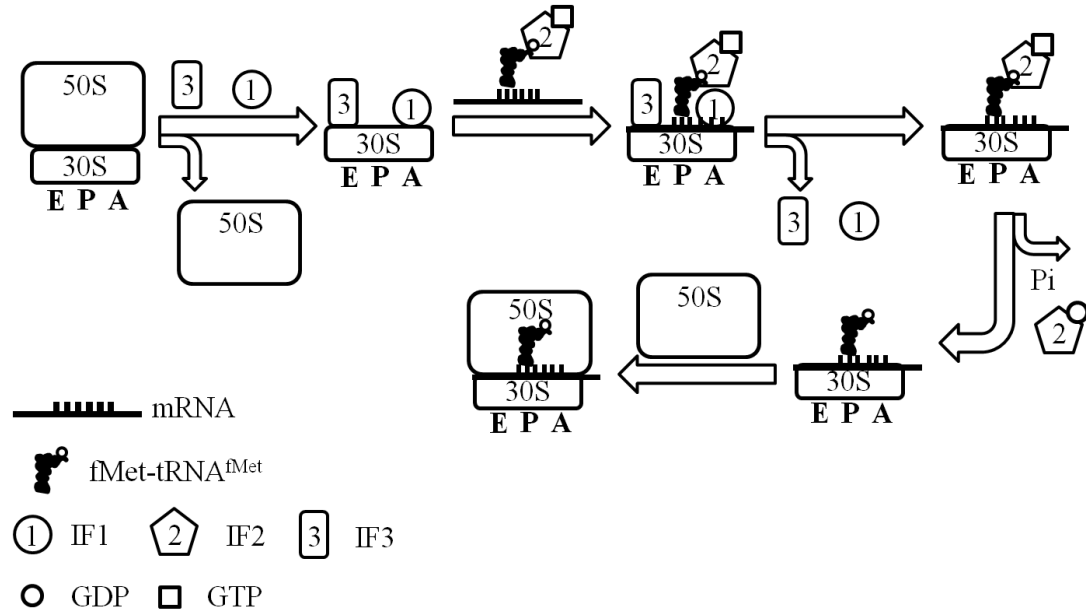 50S
30S
E P A
3 1
50S
3 1
30S
E P A
2
2
3 1
30S
E P A
3 1
2
30S
E P A
Pi
2
30S
E P A
50S
50S
30S
E P A
mRNA
fMet-tRNAfMet
1 IF1 2 IF2 3 IF3
GDP GTP